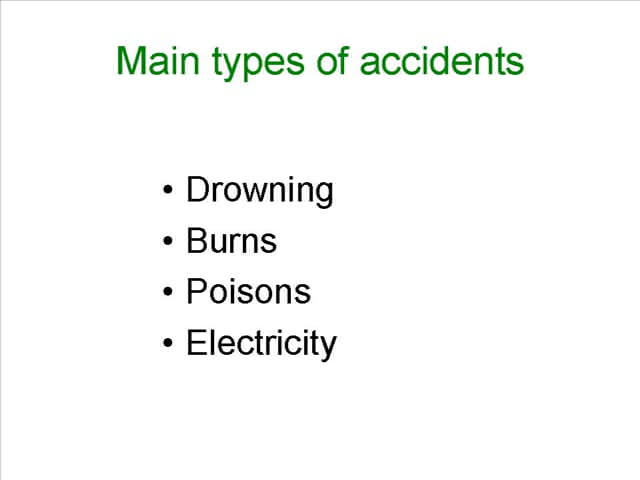 Main types of accidents
• Drowning
• Burns
• Poisons
• Electricity